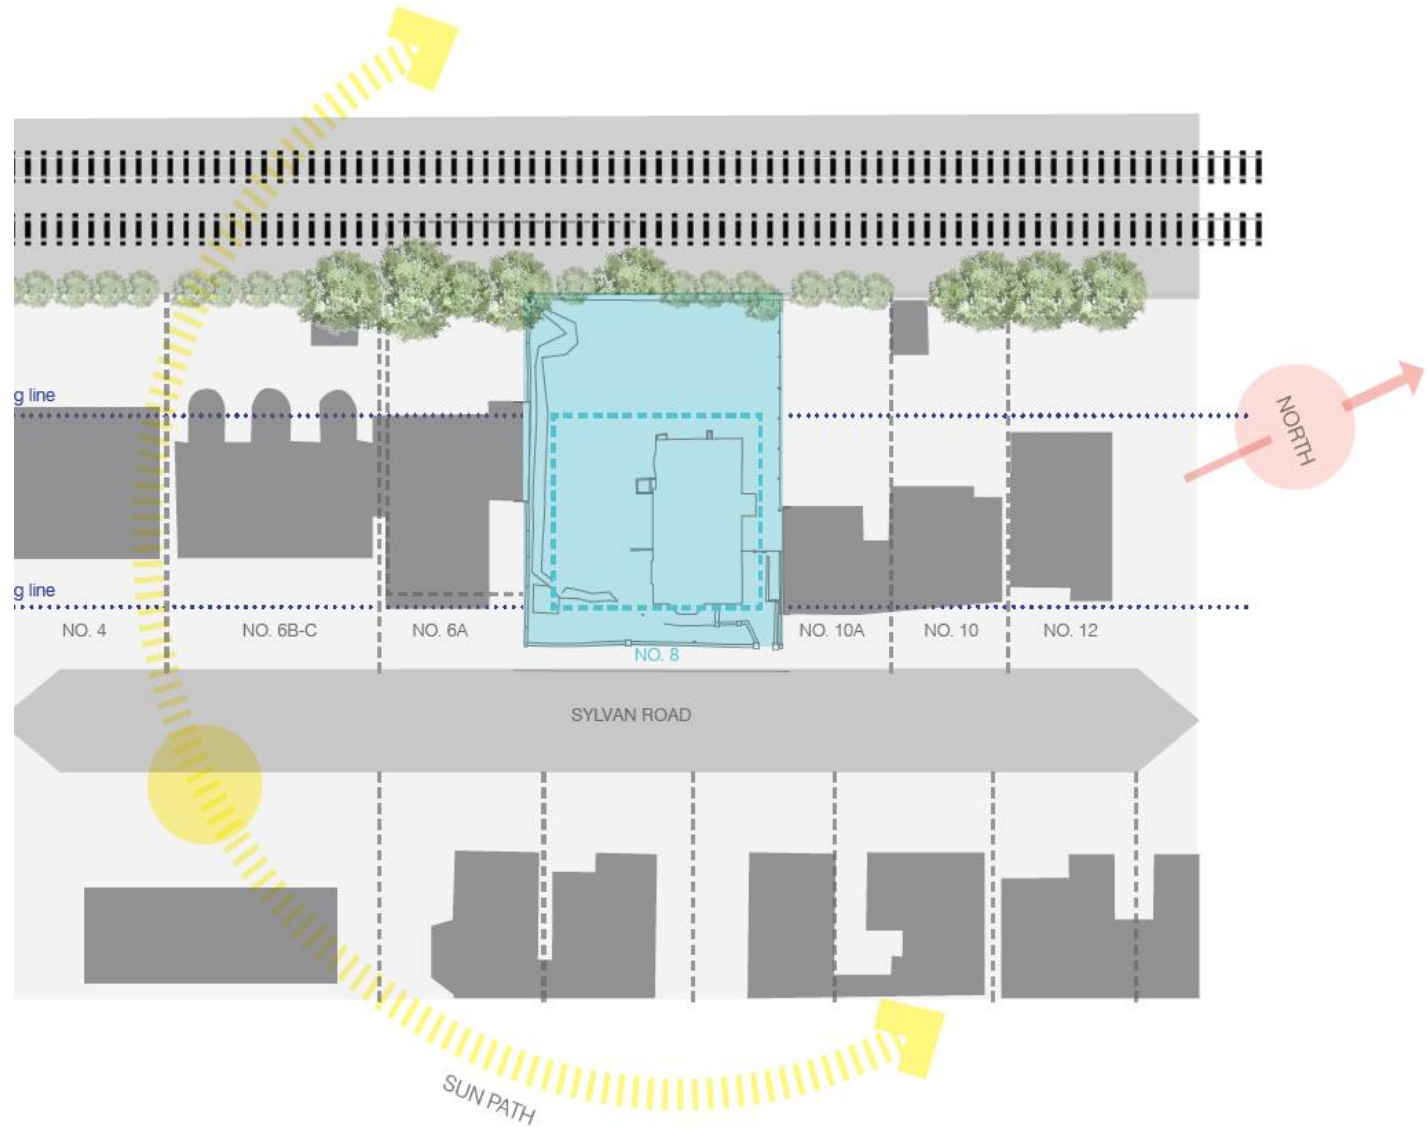 g line
NORTH
g line
NO. 4
NO. 6B-C
NO. 6A
NO. 8
NO. 10A
NO. 10
NO. 12
SYLVAN ROAD
SUN PATH